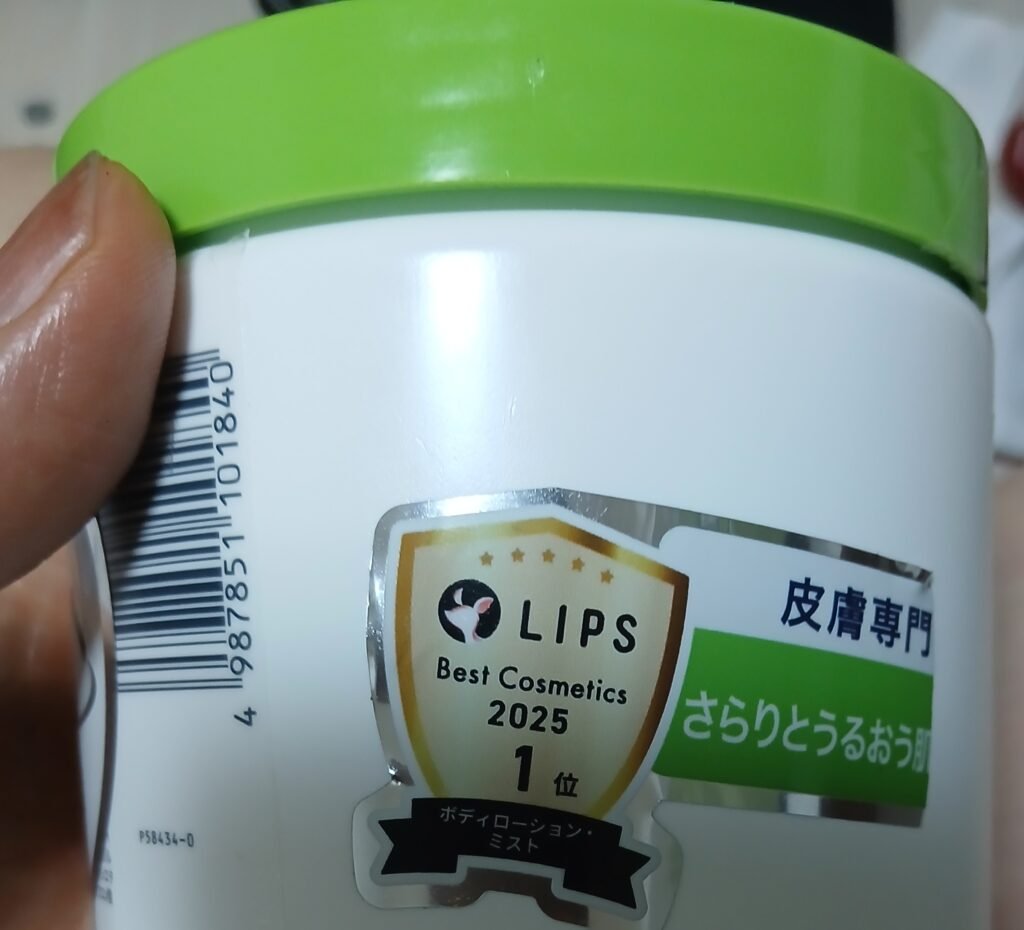 4987851101840
LIPS
Best Cosmetics
2025
1位
ボディローション・
ミスト
皮膚専門
さらりとうるおう肌
P58434-0